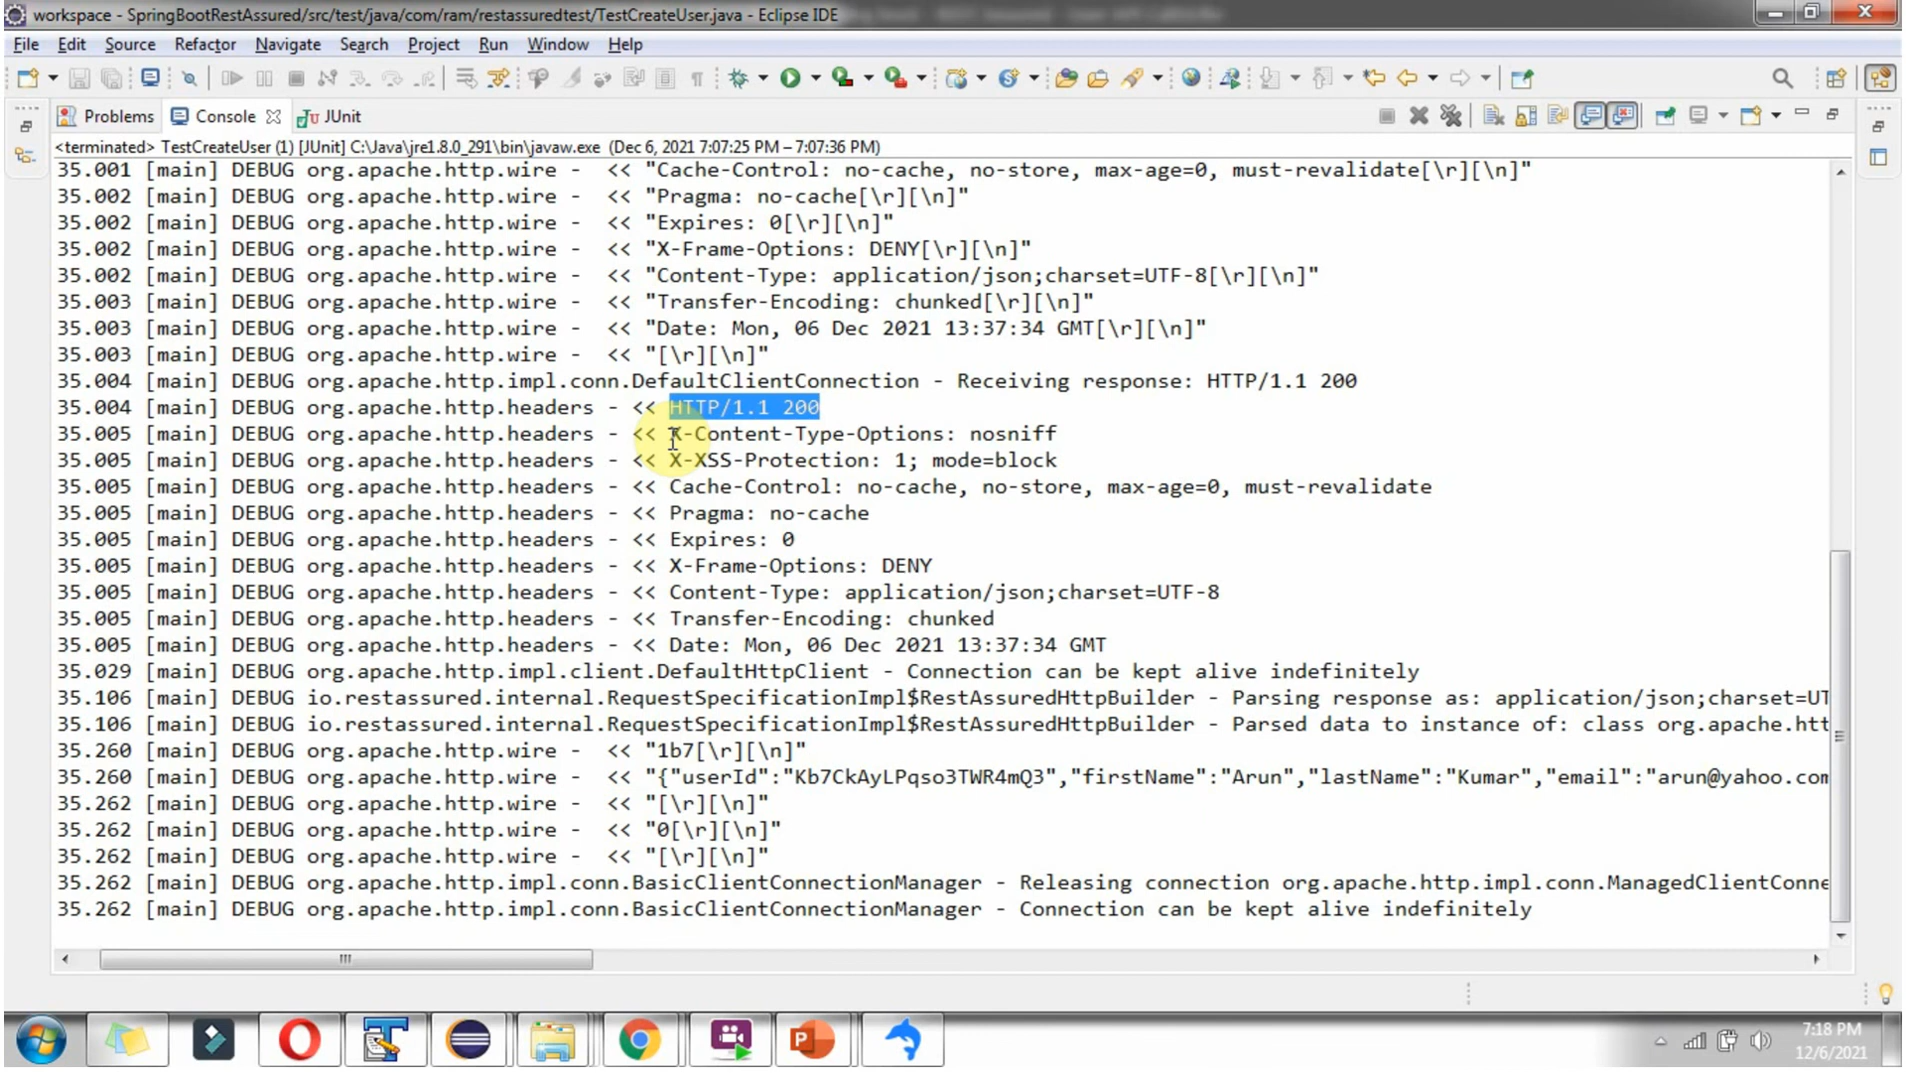 workspace - SpringBootRestAssured/src/test/java/com/ram/restassuredtest/TestCreateUser.java - Eclipse IDE
File Edit Source Refactor Navigate Search Project Run Window Help
Problems Console JUnit
<terminated> TestCreateUser (1) [JUnit] C:\Java\jre1.8.0_291\bin\javaw.exe (Dec 6, 2021 7:07:25 PM – 7:07:36 PM)
35.001 [main] DEBUG org.apache.http.wire -  << "Cache-Control: no-cache, no-store, max-age=0, must-revalidate[\r][\n]"
35.002 [main] DEBUG org.apache.http.wire -  << "Pragma: no-cache[\r][\n]"
35.002 [main] DEBUG org.apache.http.wire -  << "Expires: 0[\r][\n]"
35.002 [main] DEBUG org.apache.http.wire -  << "X-Frame-Options: DENY[\r][\n]"
35.002 [main] DEBUG org.apache.http.wire -  << "Content-Type: application/json;charset=UTF-8[\r][\n]"
35.003 [main] DEBUG org.apache.http.wire -  << "Transfer-Encoding: chunked[\r][\n]"
35.003 [main] DEBUG org.apache.http.wire -  << "Date: Mon, 06 Dec 2021 13:37:34 GMT[\r][\n]"
35.003 [main] DEBUG org.apache.http.wire -  << "[\r][\n]"
35.004 [main] DEBUG org.apache.http.impl.conn.DefaultClientConnection - Receiving response: HTTP/1.1 200
35.004 [main] DEBUG org.apache.http.headers - << HTTP/1.1 200
35.005 [main] DEBUG org.apache.http.headers - << X-Content-Type-Options: nosniff
35.005 [main] DEBUG org.apache.http.headers - << X-XSS-Protection: 1; mode=block
35.005 [main] DEBUG org.apache.http.headers - << Cache-Control: no-cache, no-store, max-age=0, must-revalidate
35.005 [main] DEBUG org.apache.http.headers - << Pragma: no-cache
35.005 [main] DEBUG org.apache.http.headers - << Expires: 0
35.005 [main] DEBUG org.apache.http.headers - << X-Frame-Options: DENY
35.005 [main] DEBUG org.apache.http.headers - << Content-Type: application/json;charset=UTF-8
35.005 [main] DEBUG org.apache.http.headers - << Transfer-Encoding: chunked
35.005 [main] DEBUG org.apache.http.headers - << Date: Mon, 06 Dec 2021 13:37:34 GMT
35.029 [main] DEBUG org.apache.http.impl.client.DefaultHttpClient - Connection can be kept alive indefinitely
35.106 [main] DEBUG io.restassured.internal.RequestSpecificationImpl$RestAssuredHttpBuilder - Parsing response as: application/json;charset=UT
35.106 [main] DEBUG io.restassured.internal.RequestSpecificationImpl$RestAssuredHttpBuilder - Parsed data to instance of: class org.apache.htt
35.260 [main] DEBUG org.apache.http.wire -  << "1b7[\r][\n]"
35.260 [main] DEBUG org.apache.http.wire -  << "{"userId":"Kb7CkAyLPqso3TWR4mQ3","firstName":"Arun","lastName":"Kumar","email":"arun@yahoo.com
35.262 [main] DEBUG org.apache.http.wire -  << "[\r][\n]"
35.262 [main] DEBUG org.apache.http.wire -  << "0[\r][\n]"
35.262 [main] DEBUG org.apache.http.wire -  << "[\r][\n]"
35.262 [main] DEBUG org.apache.http.impl.conn.BasicClientConnectionManager - Releasing connection org.apache.http.impl.conn.ManagedClientConne
35.262 [main] DEBUG org.apache.http.impl.conn.BasicClientConnectionManager - Connection can be kept alive indefinitely
7:18 PM
12/6/2021